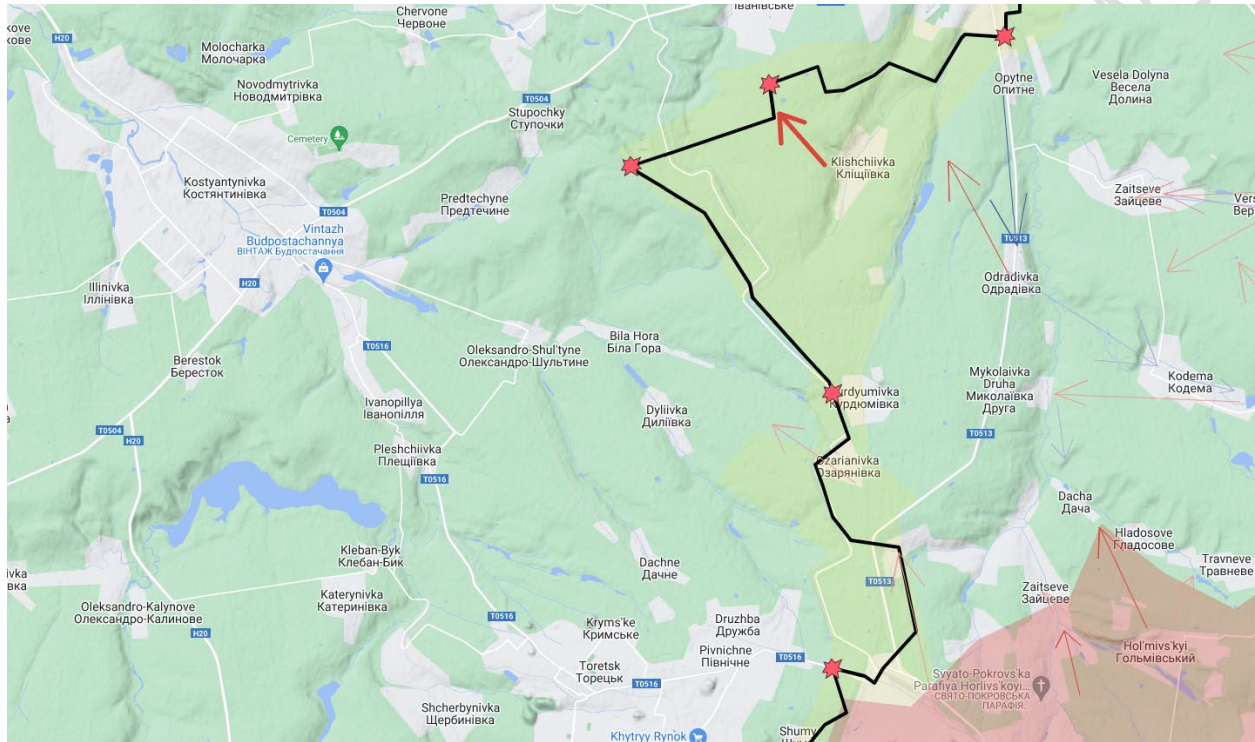 Chervone
Червоне
Іванівське
H20
Molocharka
Молочарка
Novodmytrivka
Новодмитрівка
T0504
Stupochky
Ступочки
Opytne
Опитне
Vesela Dolyna
Весела
Долина
Cemetery
Klishchiivka
Кліщіївка
Kostyantynivka
Костянтинівка
Predtechyne
Предтечине
Zaitseve
Зайцеве
T0504
Vintazh
Budpostachannya
ВІНТАЖ Будпостачання
T0513
H20
Illinivka
Іллінівка
Odradivka
Одрадівка
Bila Hora
Біла Гора
Oleksandro-Shul'tyne
Олександро-Шультине
T0516
Berestok
Бересток
Mykolaivka
Druha
Миколаївка
Друга
Kodema
Кодема
Курдюмівка
Ivanopillya
Іванопілля
Dyliivka
Диліївка
T0504
H20
T0513
Pleshchiivka
Плещіївка
T0516
Ozarianivka
Озарянівка
Dacha
Дача
Hladosove
Гладосове
Travneve
Травневе
Kleban-Byk
Клебан-Бик
Dachne
Дачне
T0513
Zaitseve
Зайцеве
Katerynivka
Катеринівка
Oleksandro-Kalynove
Олександро-Калинове
H20
T0516
Kryms'ke
Кримське
Druzhba
Дружба
Pivnichne
Північне
T0516
Hol'mivs'kyi
Гольмівський
Toretsk
Торецьк
T0516
Svyato-Pokrovs'ka
Parafiya Horlivs'koyi...
СВЯТО-ПОКРОВСЬКА
ПАРАФІЯ...
Shcherbynivka
Щербинівка
Khytryy Rynok
Shumy